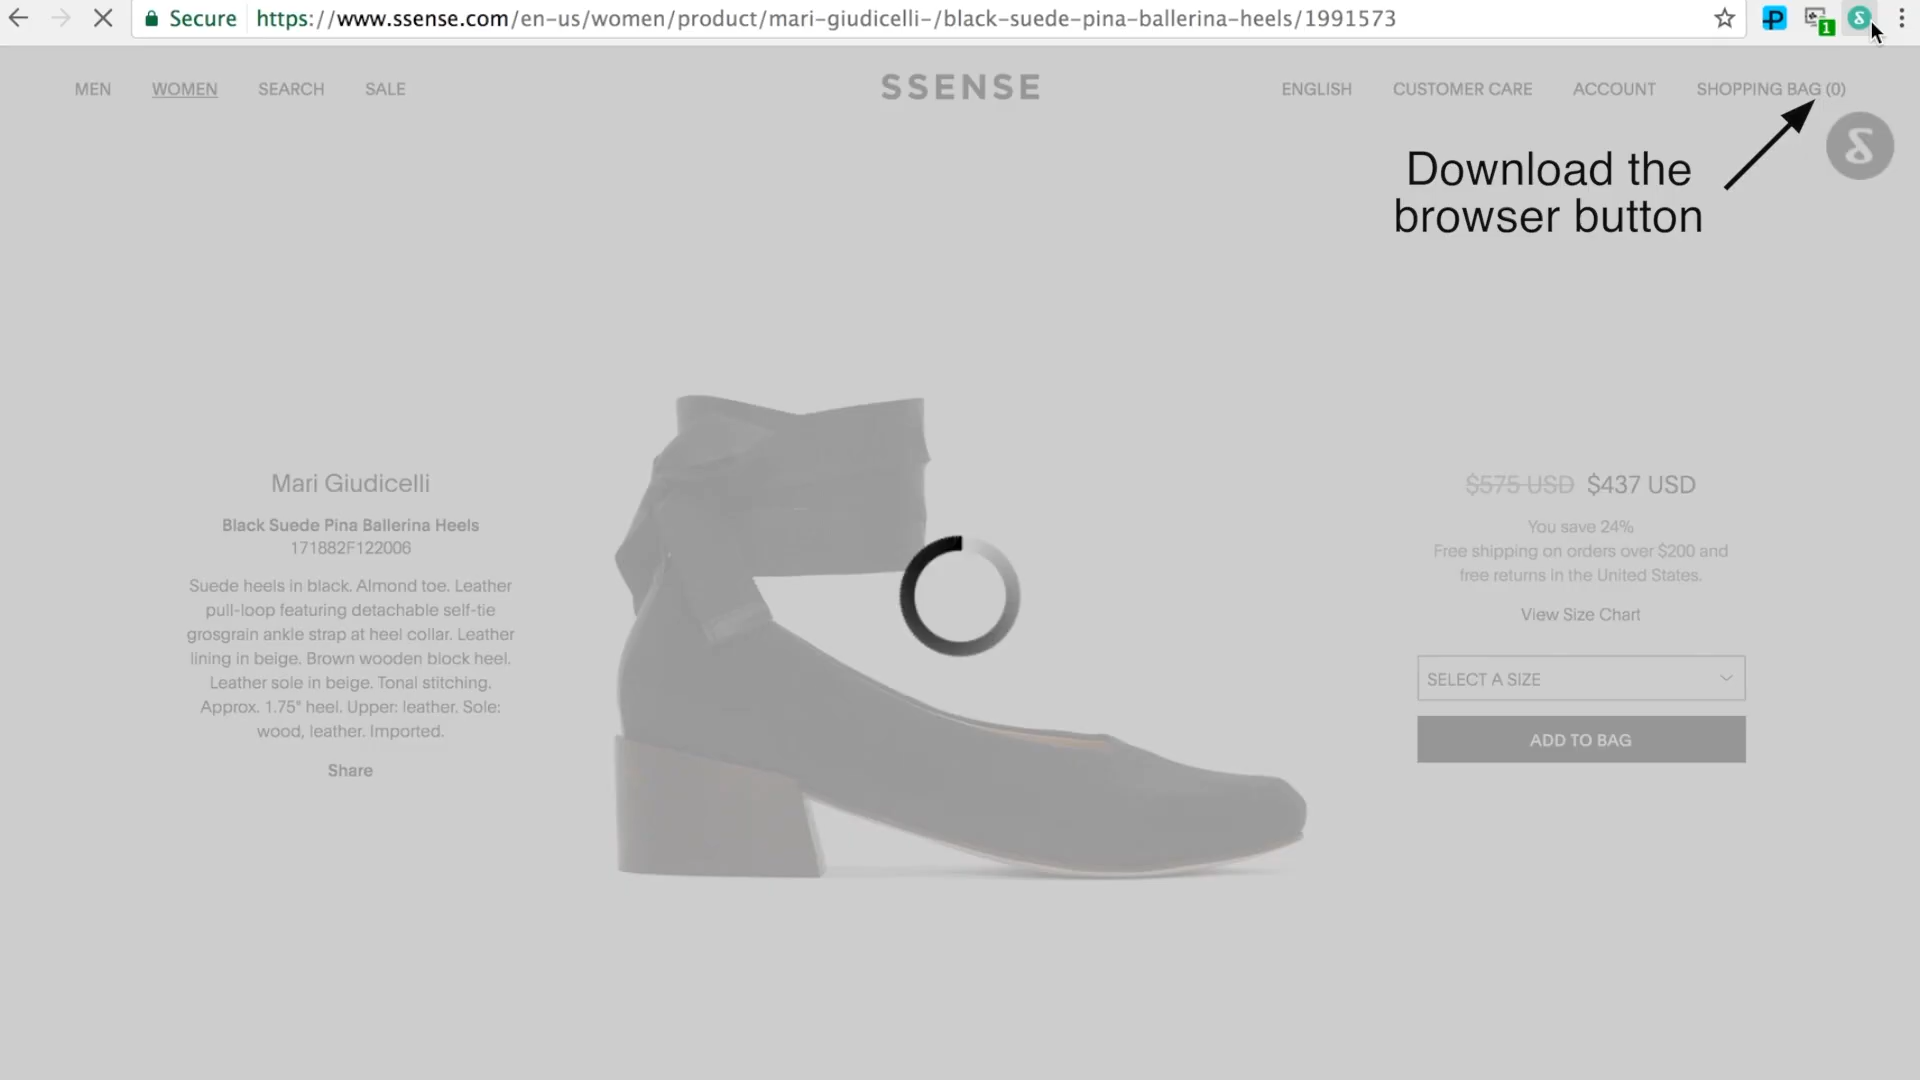 Secure https://www.ssense.com/en-us/women/product/mari-giudicelli-/black-suede-pina-ballerina-heels/1991573
P
1
MEN WOMEN SEARCH SALE
SSENSE
ENGLISH CUSTOMER CARE ACCOUNT SHOPPING BAG (0)
Download the
browser button
Mari Giudicelli
Black Suede Pina Ballerina Heels
171882F122006
Suede heels in black. Almond toe. Leather
pull-loop featuring detachable self-tie
grosgrain ankle strap at heel collar. Leather
lining in beige. Brown wooden block heel.
Leather sole in beige. Tonal stitching.
Approx. 1.75" heel. Upper: leather. Sole:
wood, leather. Imported.
Share
$575 USD $437 USD
You save 24%
Free shipping on orders over $200 and
free returns in the United States.
View Size Chart
SELECT A SIZE
ADD TO BAG